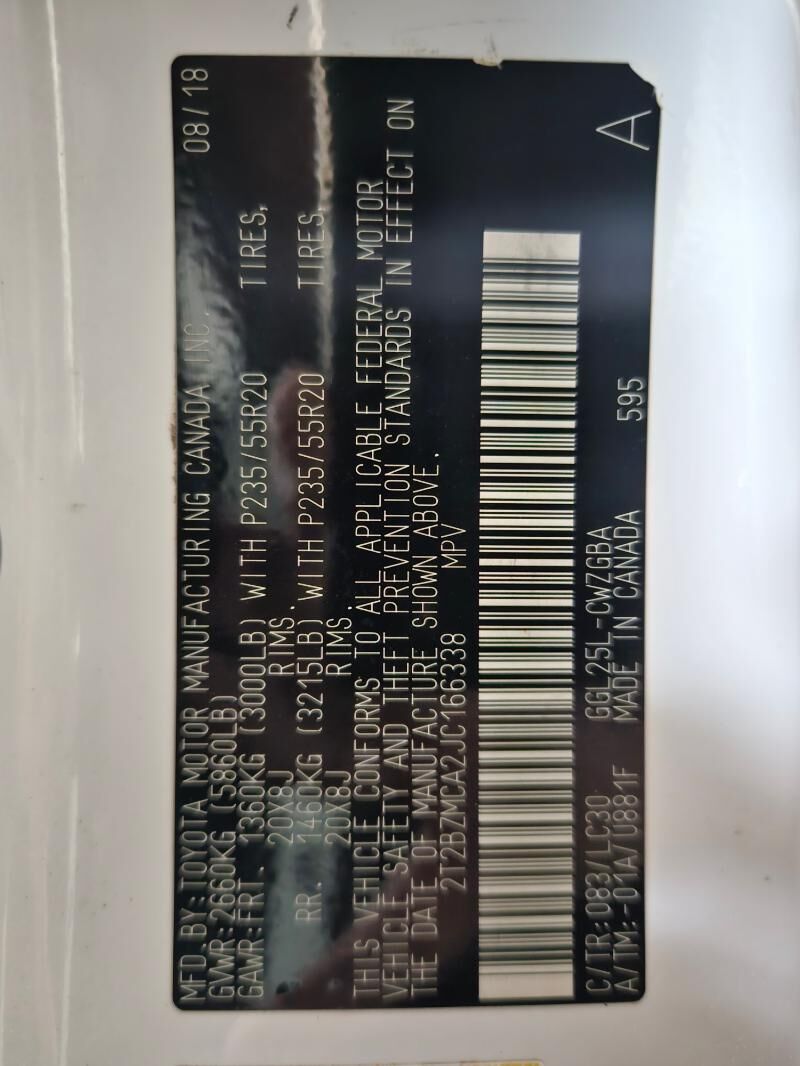 MFD.BY:TOYOTA MOTOR MANUFACTURING CANADA INC. 08/18
GVWR:2660KG (5860LB)
GAWR:FRT. 1360KG (3000LB) WITH P235/55R20 TIRES,
20X8J RIMS.
RR. 1460KG (3215LB) WITH P235/55R20 TIRES,
20X8J RIMS.
THIS VEHICLE CONFORMS TO ALL APPLICABLE FEDERAL MOTOR
VEHICLE SAFETY AND THEFT PREVENTION STANDARDS IN EFFECT ON
THE DATE OF MANUFACTURE SHOWN ABOVE.
2T2BZMCA2JC166338 MPV
C/TR:083/LC30 GGL25L-CWZGBA
A/TM:-01A/U881F MADE IN CANADA 595 A